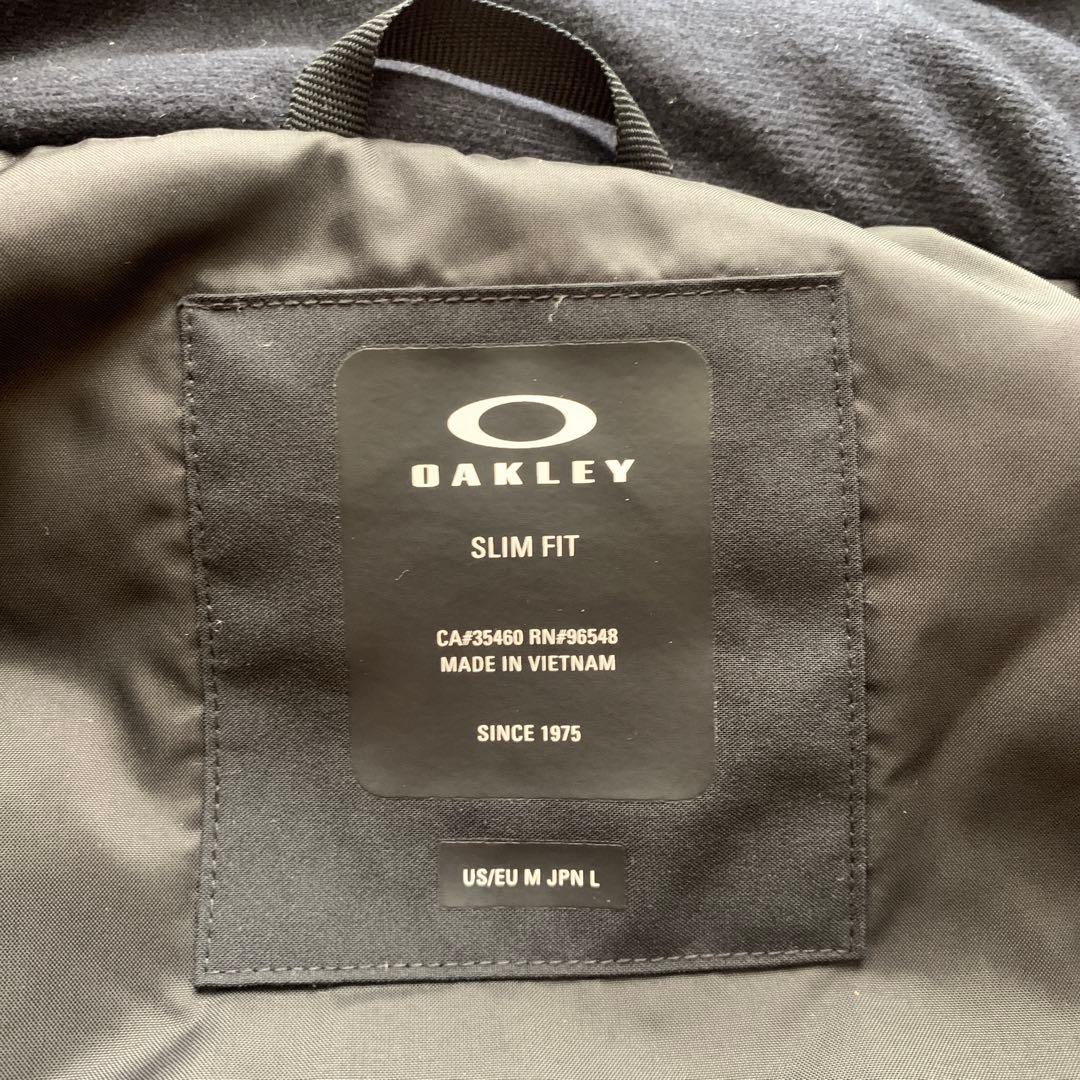 OAKLEY
SLIM FIT
CA#35460 RN#96548
MADE IN VIETNAM
SINCE 1975
US/EU M JPN L